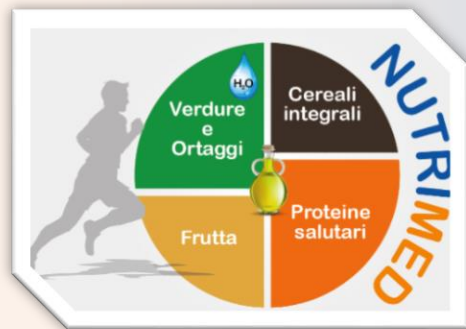 H₂O
Verdure
e
Ortaggi
Cereali
integrali
Frutta
Proteine
salutari
NUTRIMED